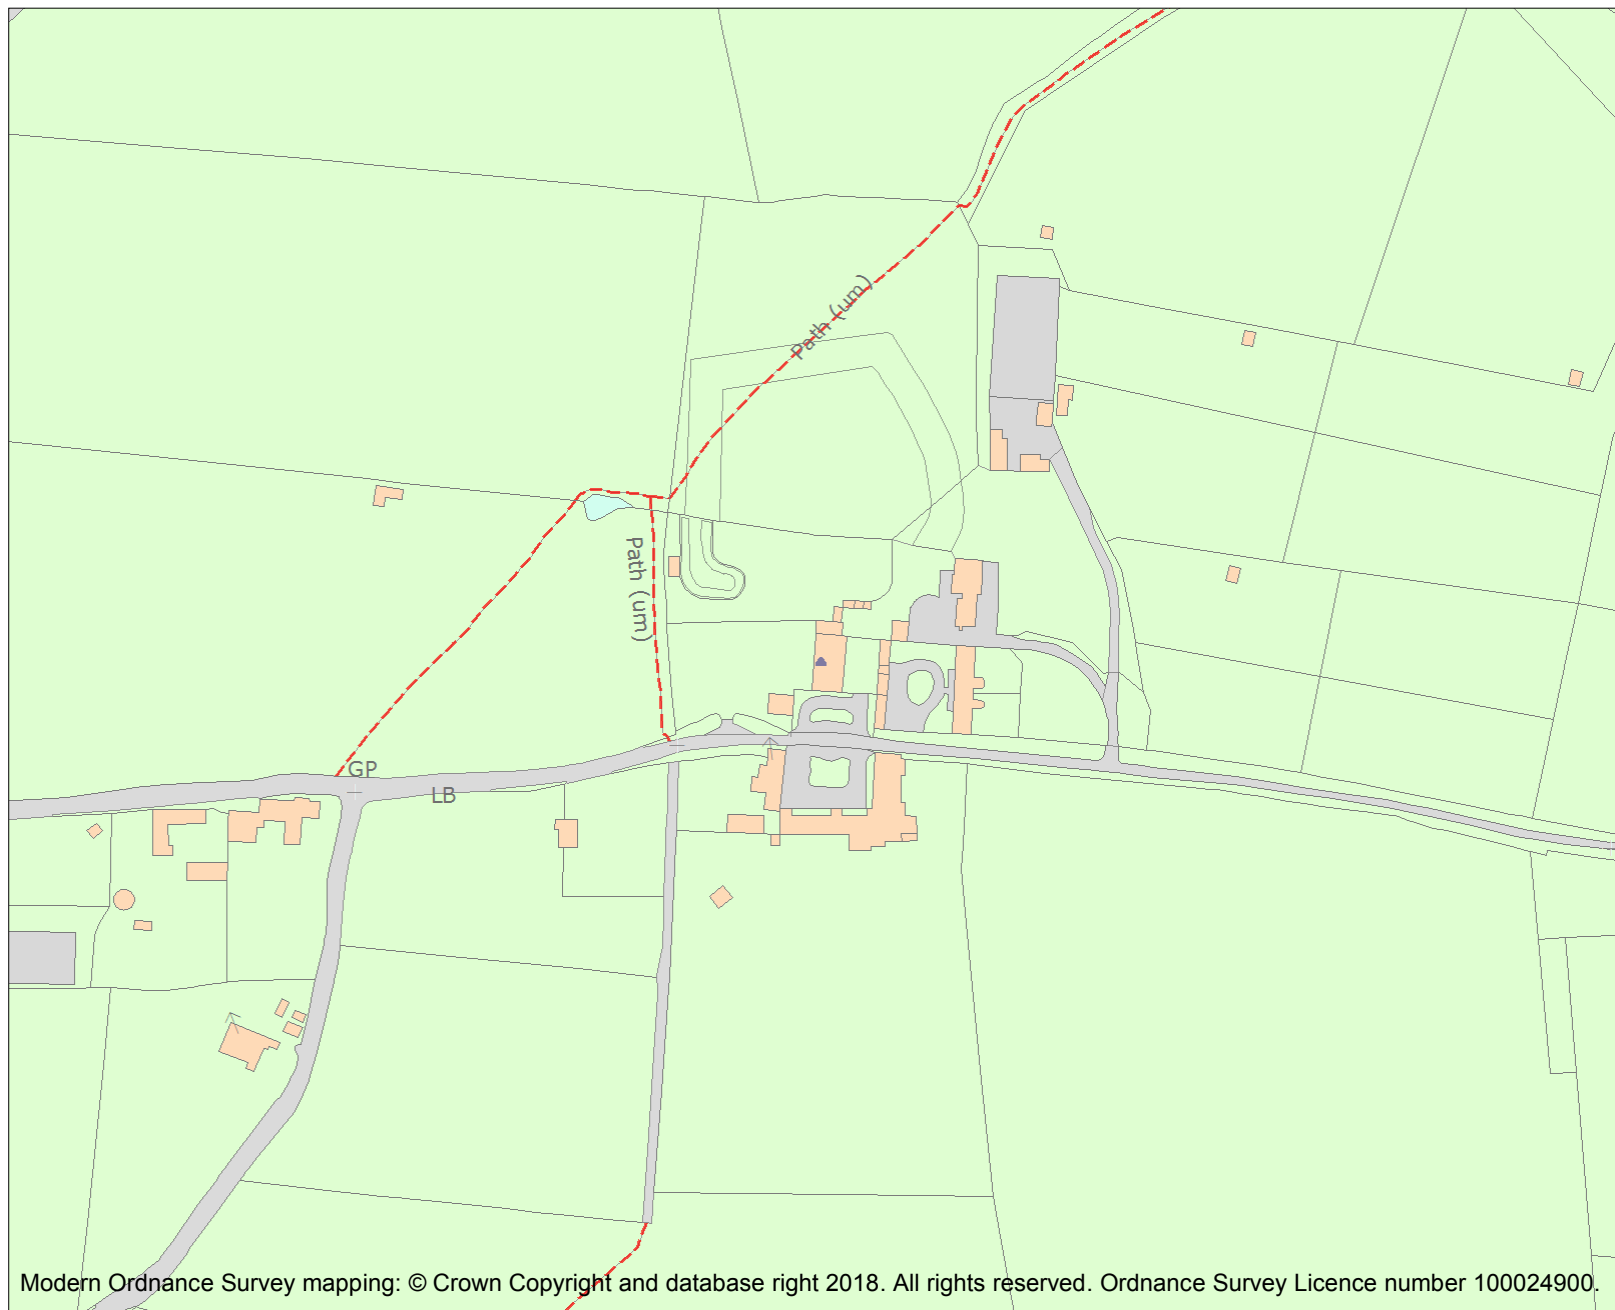 Path (um)
Path (um)
GP
LB
Modern Ordnance Survey mapping: © Crown Copyright and database right 2018. All rights reserved. Ordnance Survey Licence number 100024900.